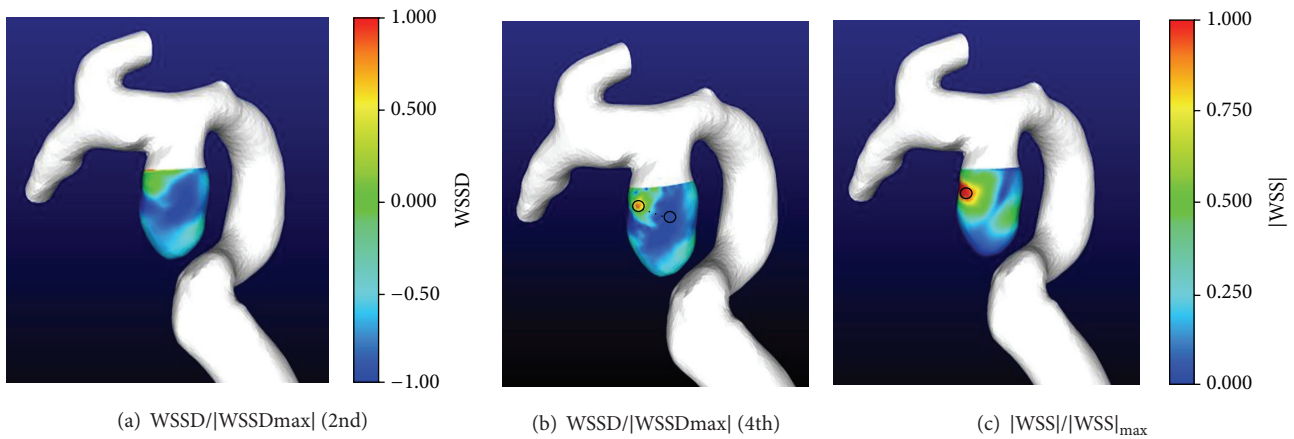 1.000
0.500
0.000
−0.50
−1.00
WSSD
1.000
0.750
0.500
0.250
0.000
|WSS|
(a) WSSD/|WSSDmax| (2nd)
(b) WSSD/|WSSDmax| (4th)
(c) |WSS|/|WSS|max